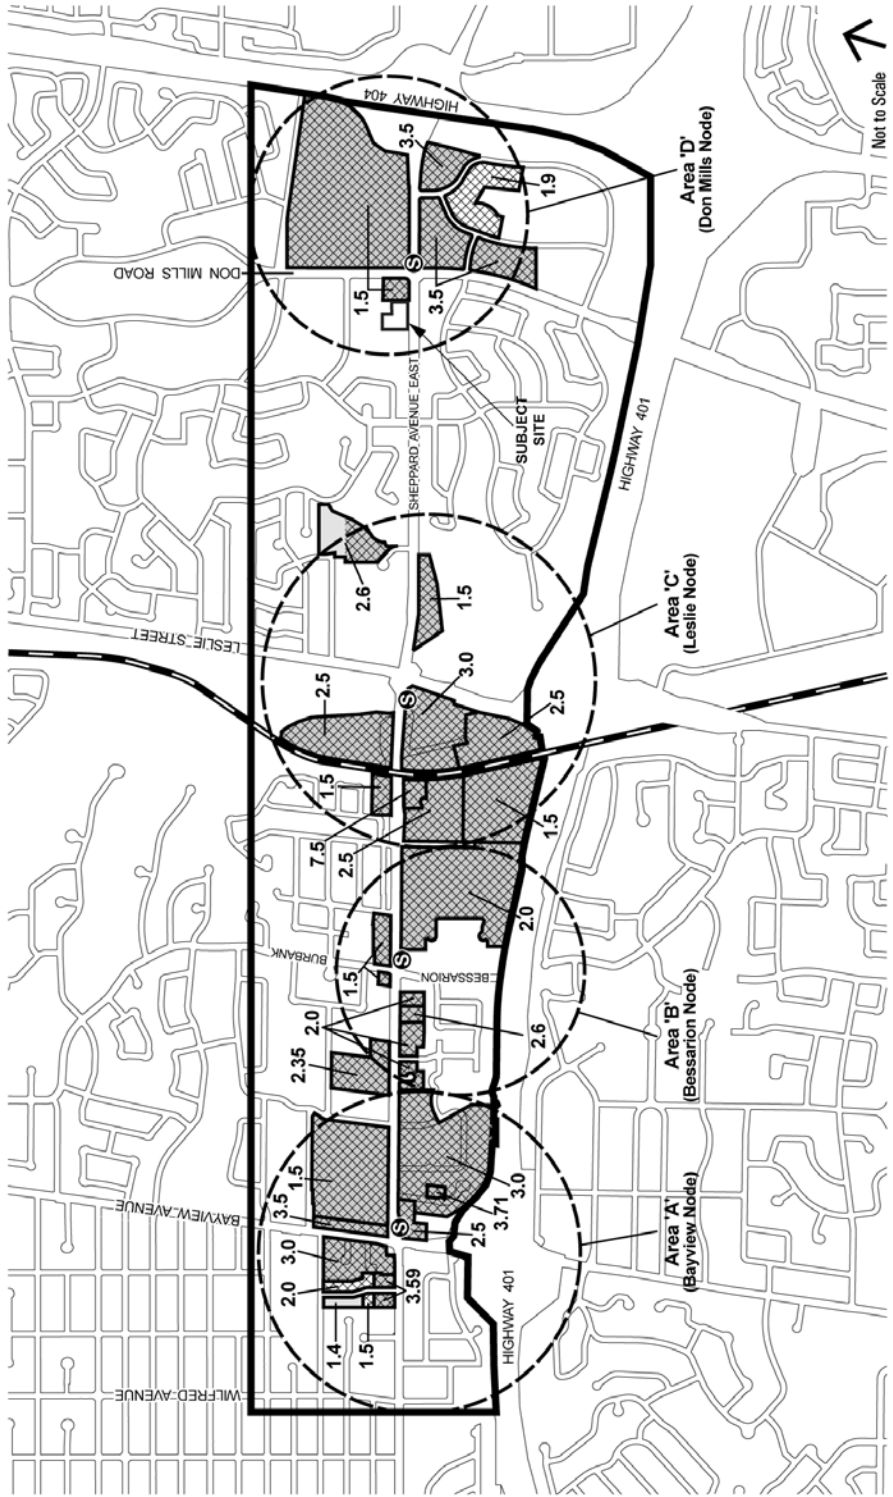 HIGHWAY 404
3.5
1.9
Area 'D'
(Don Mills Node)
Not to Scale
DON MILLS ROAD
S
1.5
3.5
SHEPPARD AVENUE EAST
SUBJECT
SITE
HIGHWAY 401
2.6
1.5
Area 'C'
(Leslie Node)
LESLIE STREET
2.5
S
3.0
2.5
1.5
7.5
2.5
1.5
2.0
BURBANK
S
1.5
BESSARION
2.0
2.6
2.35
Area 'B'
(Bessarion Node)
BAYVIEW AVENUE
1.5
3.5
S
3.0
3.71
2.5
3.0
2.0
3.59
1.4
1.5
Area 'A'
(Bayview Node)
HIGHWAY 401
WILFRED AVENUE